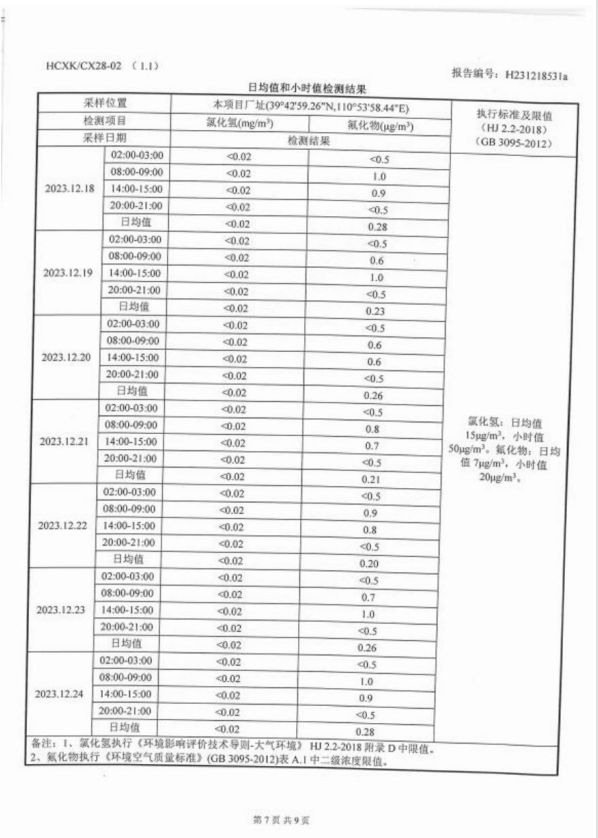 HCXK/CX28-02 （1.1）
报告编号：H231218531a
日均值和小时值检测结果
采样位置 本项目厂址(39°42'59.26"N,110°53'58.44"E) 执行标准及限值
（HJ 2.2-2018）
（GB 3095-2012）
检测项目 氯化氢(mg/m³) 氟化物(μg/m³)
采样日期 检测结果
2023.12.18 02:00-03:00 <0.02 <0.5
08:00-09:00 <0.02 1.0
14:00-15:00 <0.02 0.9
20:00-21:00 <0.02 <0.5
日均值 <0.02 0.28
2023.12.19 02:00-03:00 <0.02 <0.5
08:00-09:00 <0.02 0.6
14:00-15:00 <0.02 1.0
20:00-21:00 <0.02 <0.5
日均值 <0.02 0.23
2023.12.20 02:00-03:00 <0.02 <0.5
08:00-09:00 <0.02 0.6
14:00-15:00 <0.02 0.6
20:00-21:00 <0.02 <0.5
日均值 <0.02 0.26
2023.12.21 02:00-03:00 <0.02 <0.5
08:00-09:00 <0.02 0.8
14:00-15:00 <0.02 0.7
20:00-21:00 <0.02 <0.5
日均值 <0.02 0.21
2023.12.22 02:00-03:00 <0.02 <0.5
08:00-09:00 <0.02 0.9
14:00-15:00 <0.02 0.8
20:00-21:00 <0.02 <0.5
日均值 <0.02 0.20
2023.12.23 02:00-03:00 <0.02 <0.5
08:00-09:00 <0.02 0.7
14:00-15:00 <0.02 1.0
20:00-21:00 <0.02 <0.5
日均值 <0.02 0.26
2023.12.24 02:00-03:00 <0.02 <0.5
08:00-09:00 <0.02 1.0
14:00-15:00 <0.02 0.9
20:00-21:00 <0.02 <0.5
日均值 <0.02 0.28
氯化氢：日均值
15μg/m³，小时值
50μg/m³。氟化物：日均
值 7μg/m³，小时值
20μg/m³。
备注：1、氯化氢执行《环境影响评价技术导则-大气环境》HJ 2.2-2018 附录 D 中限值。
2、氟化物执行《环境空气质量标准》(GB 3095-2012)表 A.1 中二级浓度限值。
第 7 页 共 9 页